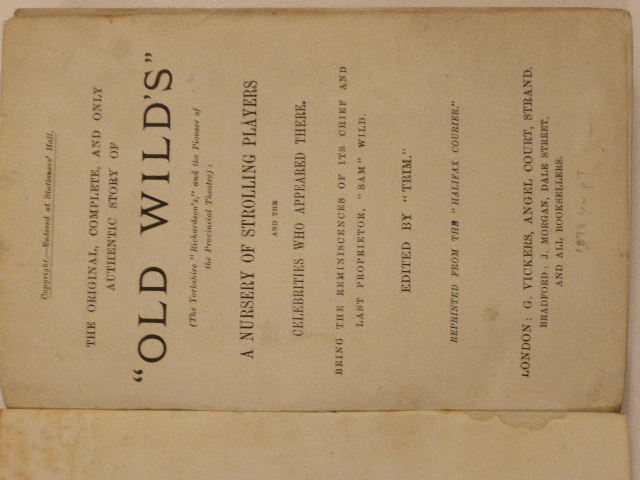 Copyright.—Entered at Stationers' Hall.
THE ORIGINAL, COMPLETE, AND ONLY
AUTHENTIC STORY OF
"OLD WILD'S"
(The Yorkshire "Richardson's," and the Pioneer of
the Provincial Theatre):
A NURSERY OF STROLLING PLAYERS
AND THE
CELEBRITIES WHO APPEARED THERE,
BEING THE REMINISCENCES OF ITS CHIEF AND
LAST PROPRIETOR, "SAM" WILD.
EDITED BY "TRIM."
REPRINTED FROM THE "HALIFAX COURIER."
LONDON: G. VICKERS, ANGEL COURT, STRAND.
BRADFORD: J. MORGAN, DALE STREET,
AND ALL BOOKSELLERS.